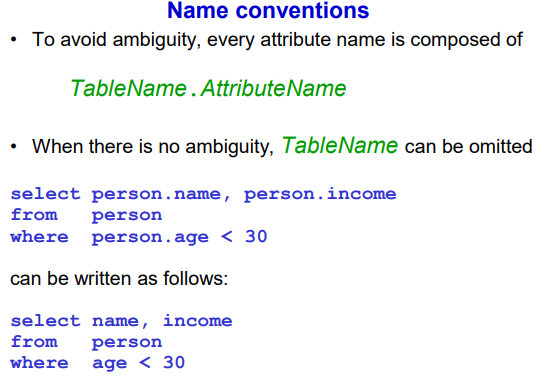 Name conventions
• To avoid ambiguity, every attribute name is composed of
TableName.AttributeName
• When there is no ambiguity, TableName can be omitted
select person.name, person.income
from person
where person.age < 30
can be written as follows:
select name, income
from person
where age < 30